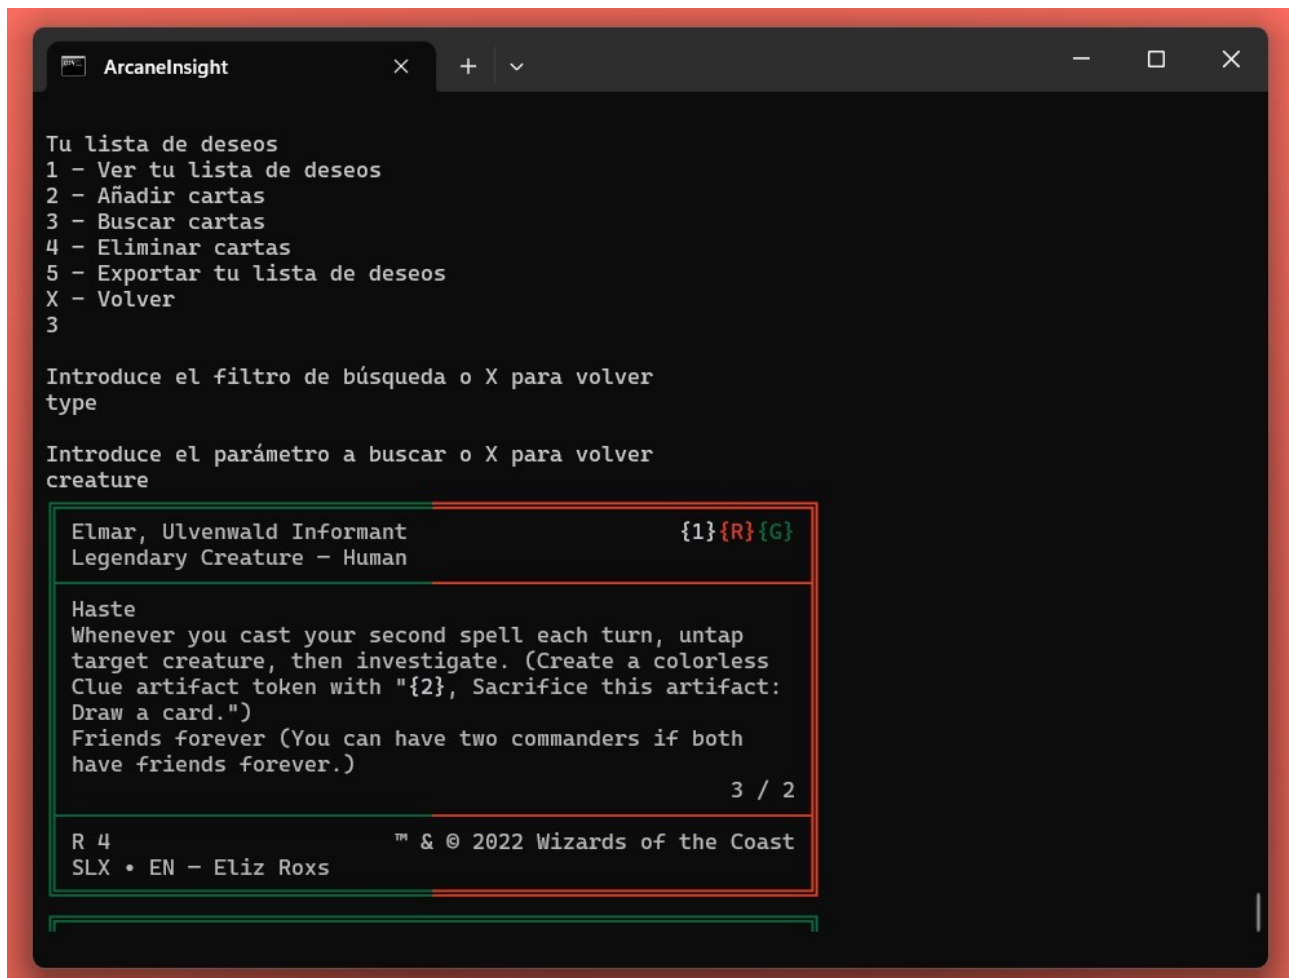 ArcaneInsight
Tu lista de deseos
1 – Ver tu lista de deseos
2 – Añadir cartas
3 – Buscar cartas
4 – Eliminar cartas
5 – Exportar tu lista de deseos
X – Volver
3
Introduce el filtro de búsqueda o X para volver
type
Introduce el parámetro a buscar o X para volver
creature
Elmar, Ulvenwald Informant {1}{R}{G}
Legendary Creature — Human
Haste
Whenever you cast your second spell each turn, untap
target creature, then investigate. (Create a colorless
Clue artifact token with "{2}, Sacrifice this artifact:
Draw a card.")
Friends forever (You can have two commanders if both
have friends forever.)
3 / 2
R 4 ™ & © 2022 Wizards of the Coast
SLX • EN — Eliz Roxs